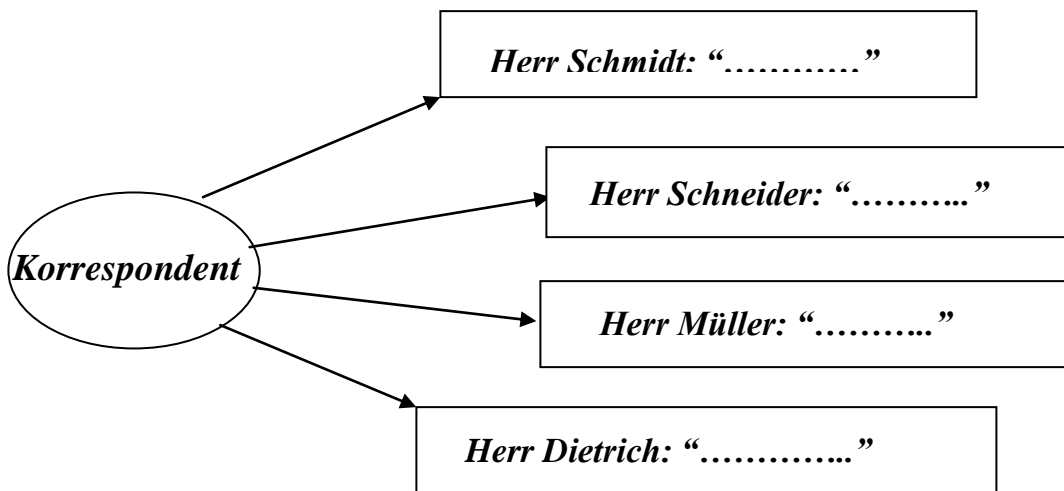 Herr Schmidt: “…………”
Herr Schneider: “………..”
Korrespondent
Herr Müller: “………..”
Herr Dietrich: “…………..”